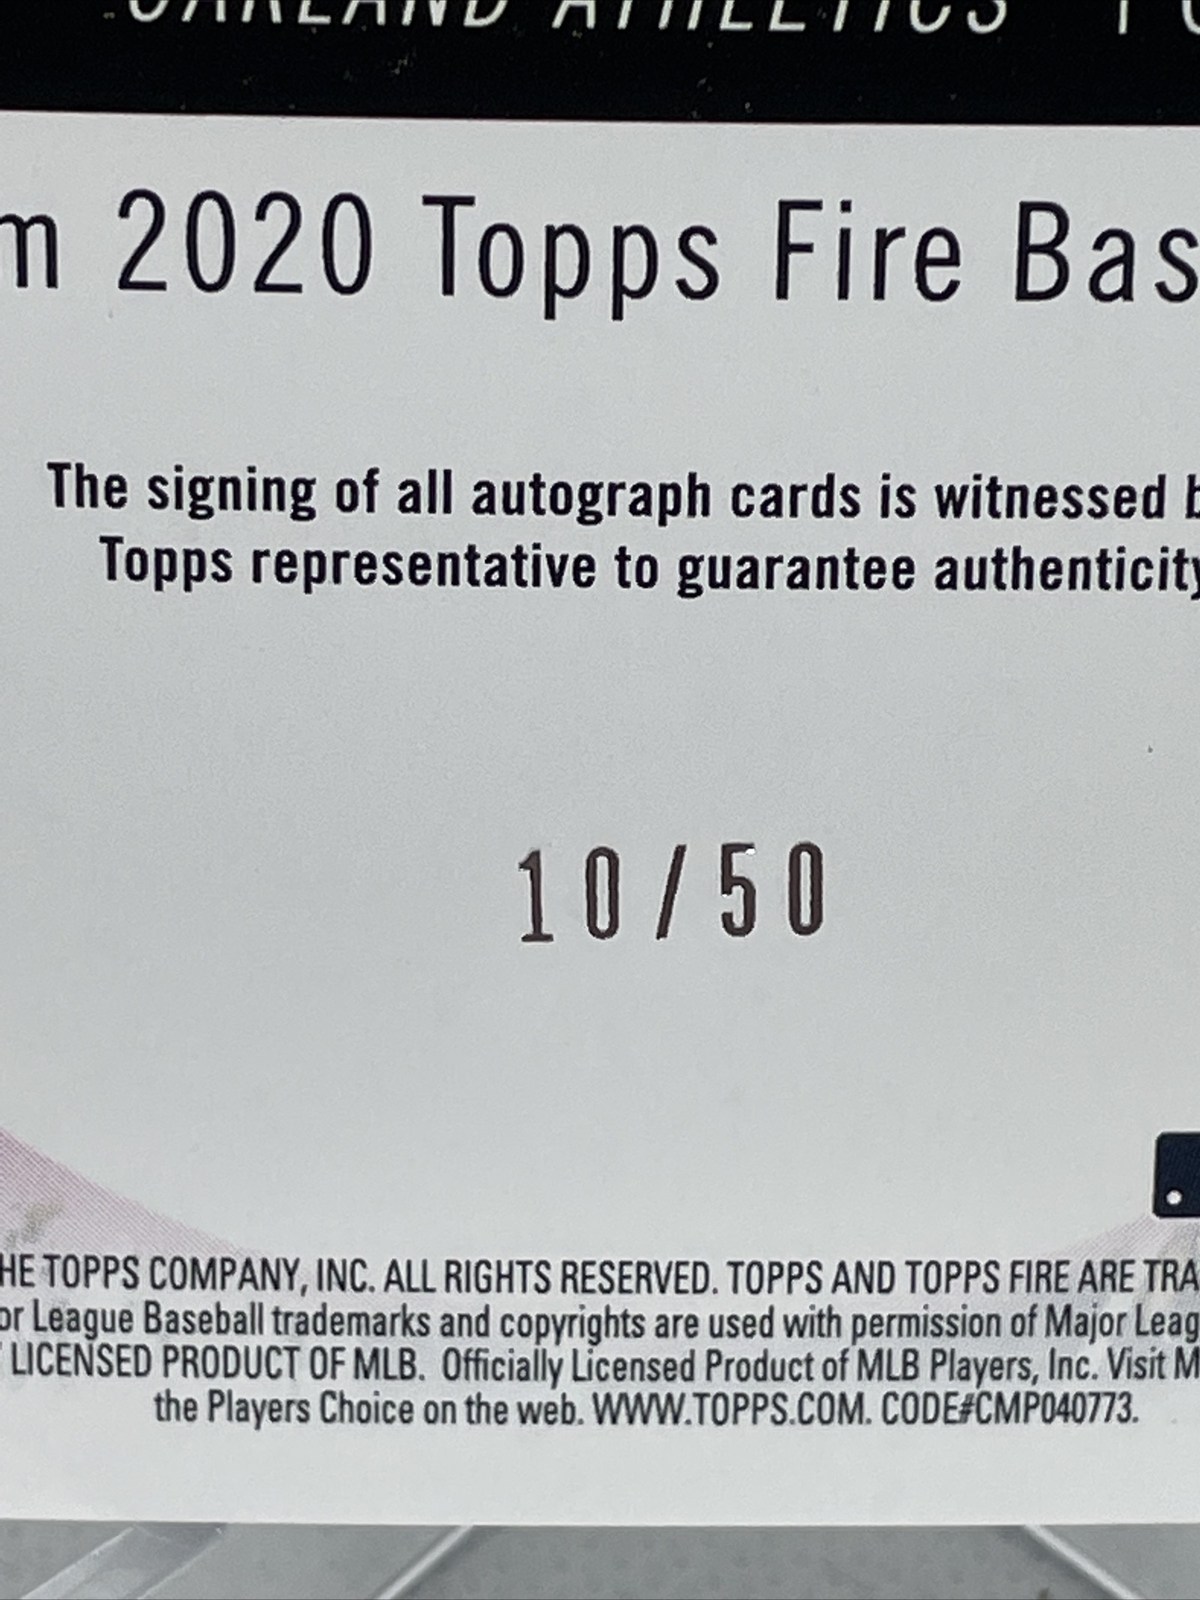 OAKLAND ATHLETICS
m 2020 Topps Fire Bas
The signing of all autograph cards is witnessed b
Topps representative to guarantee authenticity
10/50
HE TOPPS COMPANY, INC. ALL RIGHTS RESERVED. TOPPS AND TOPPS FIRE ARE TRA
or League Baseball trademarks and copyrights are used with permission of Major Leag
LICENSED PRODUCT OF MLB. Officially Licensed Product of MLB Players, Inc. Visit M
the Players Choice on the web. WWW.TOPPS.COM. CODE#CMP040773.